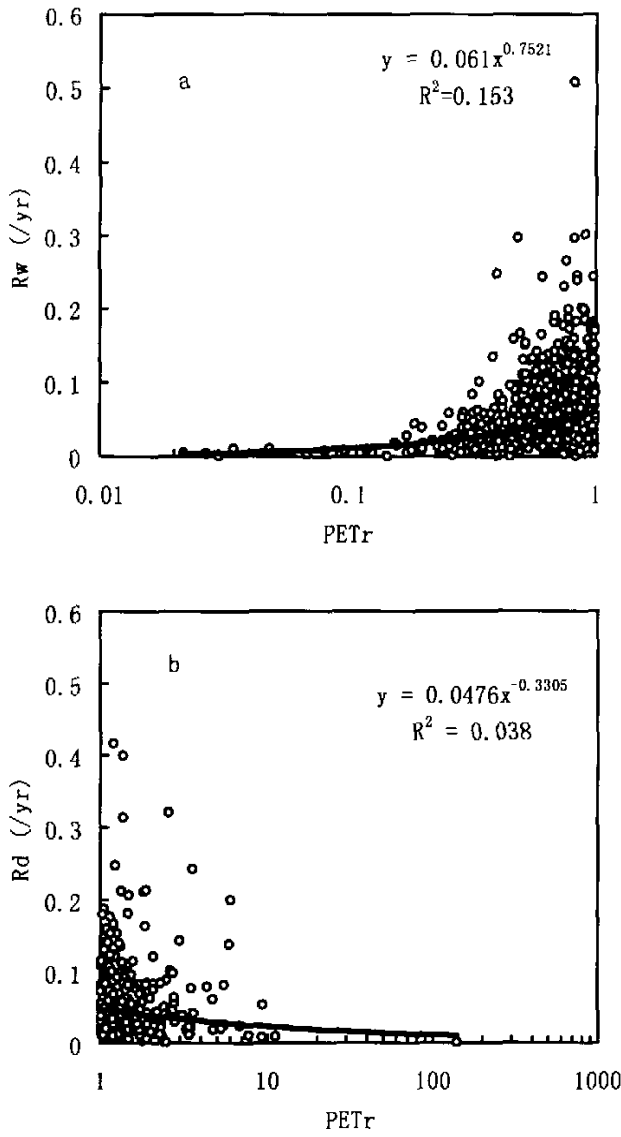 0.6
a
y = 0.061x^0.7521
R²=0.153
0.5
0.4
0.3
0.2
0.1
0
Rw (/yr)
0.01
0.1
1
PETr
0.6
b
y = 0.0476x^-0.3305
R² = 0.038
0.5
0.4
0.3
0.2
0.1
0
Rd (/yr)
1
10
100
1000
PETr